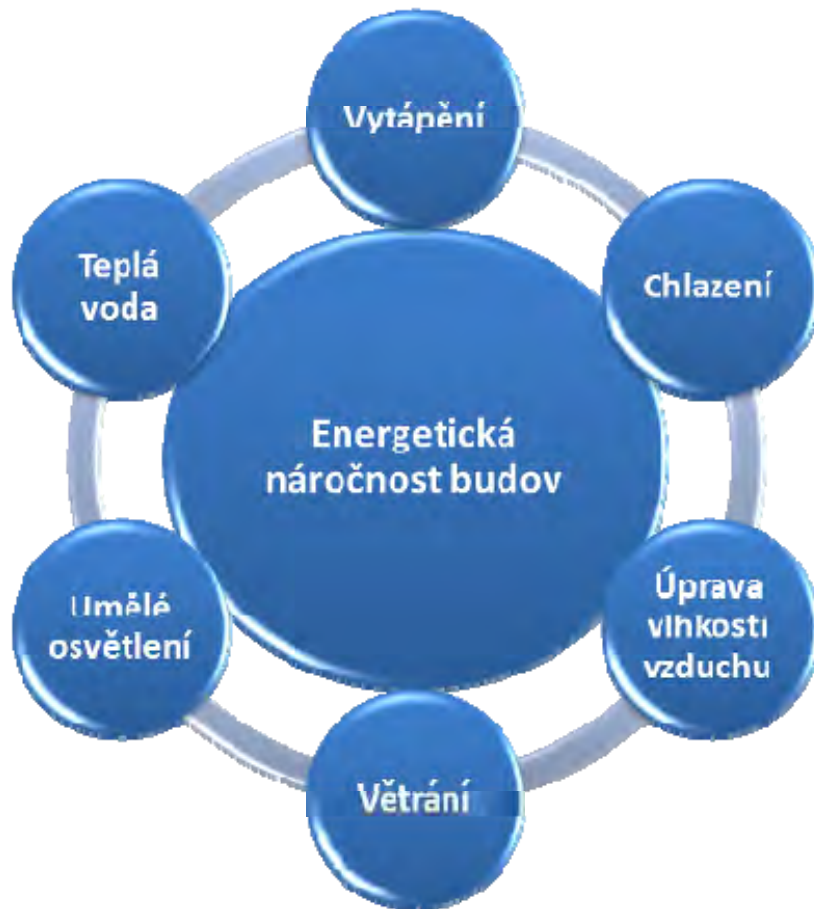 Vytápění
Chlazení
Úprava
vlhkosti
vzduchu
Větrání
Umělé
osvětlení
Teplá
voda
Energetická
náročnost budov